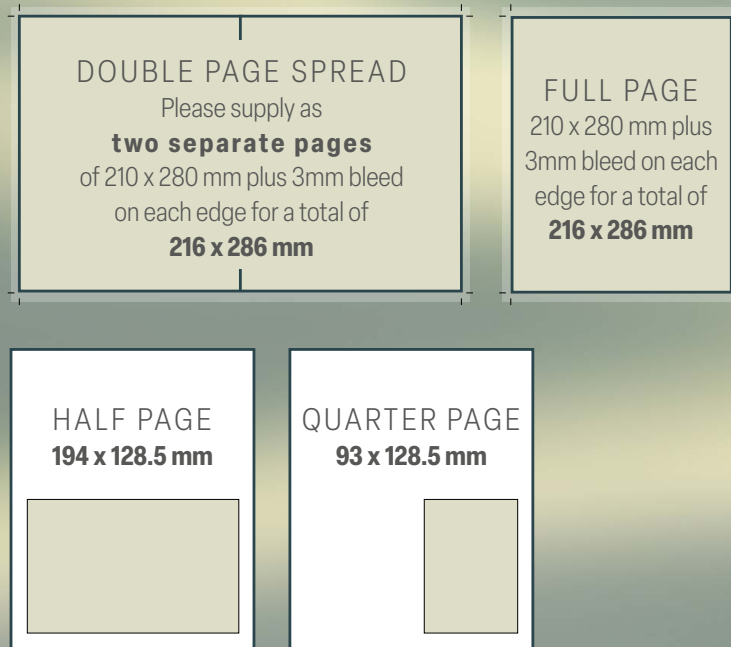 DOUBLE PAGE SPREAD
Please supply as
two separate pages
of 210 x 280 mm plus 3mm bleed
on each edge for a total of
216 x 286 mm
FULL PAGE
210 x 280 mm plus
3mm bleed on each
edge for a total of
216 x 286 mm
HALF PAGE
194 x 128.5 mm
QUARTER PAGE
93 x 128.5 mm